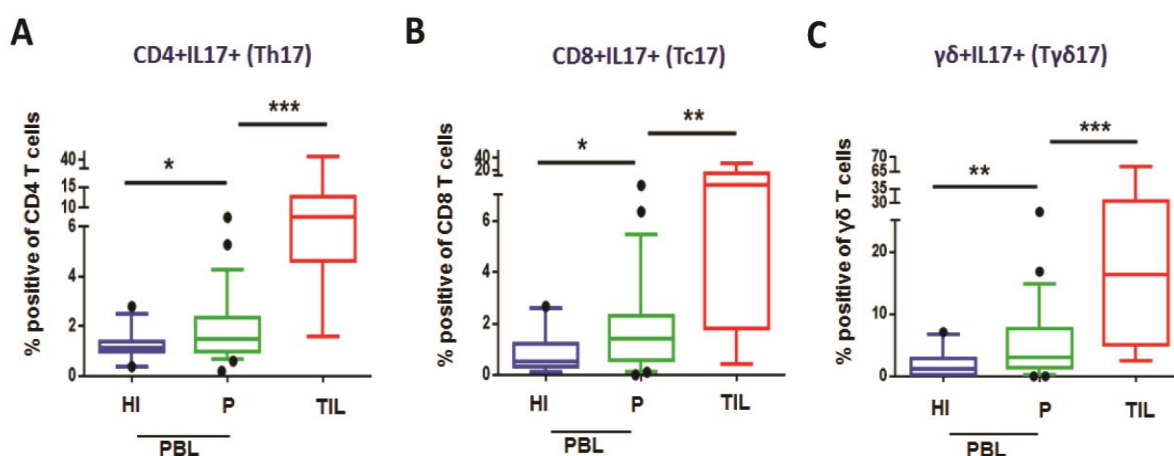 A
CD4+IL17+ (Th17)
% positive of CD4 T cells
40
15
10
6
4
2
0
*
***
HI
P
TIL
PBL
B
CD8+IL17+ (Tc17)
% positive of CD8 T cells
40
20
6
4
2
0
*
**
HI
P
TIL
PBL
C
γδ+IL17+ (Tγδ17)
% positive of γδ T cells
70
65
35
30
20
10
0
**
***
HI
P
TIL
PBL